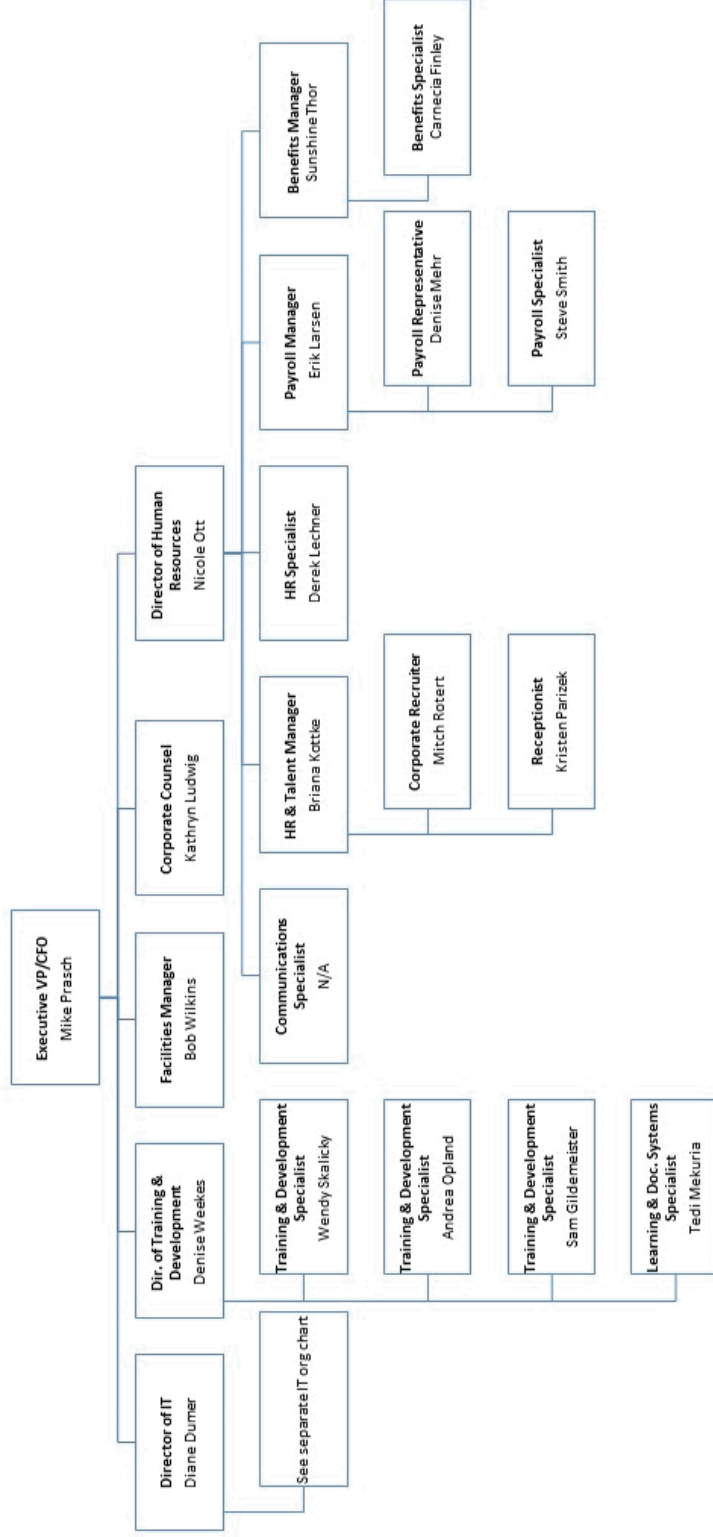 Executive VP/CFO
Mike Prasch
Director of IT
Diane Dumer
Dir. of Training &
Development
Denise Weekes
Facilities Manager
Bob Wilkins
Corporate Counsel
Kathryn Ludwig
Director of Human
Resources
Nicole Ott
See separate IT org chart
Training & Development
Specialist
Wendy Skalicky
Communications
Specialist
N/A
HR & Talent Manager
Briana Kottke
HR Specialist
Derek Lechner
Payroll Manager
Erik Larsen
Benefits Manager
Sunshine Thor
Training & Development
Specialist
Andrea Opland
Corporate Recruiter
Mitch Rotert
Payroll Representative
Denise Mehr
Benefits Specialist
Carnecia Finley
Training & Development
Specialist
Sam Gildemeister
Receptionist
Kristen Parizek
Payroll Specialist
Steve Smith
Learning & Doc. Systems
Specialist
Tedi Mekuria